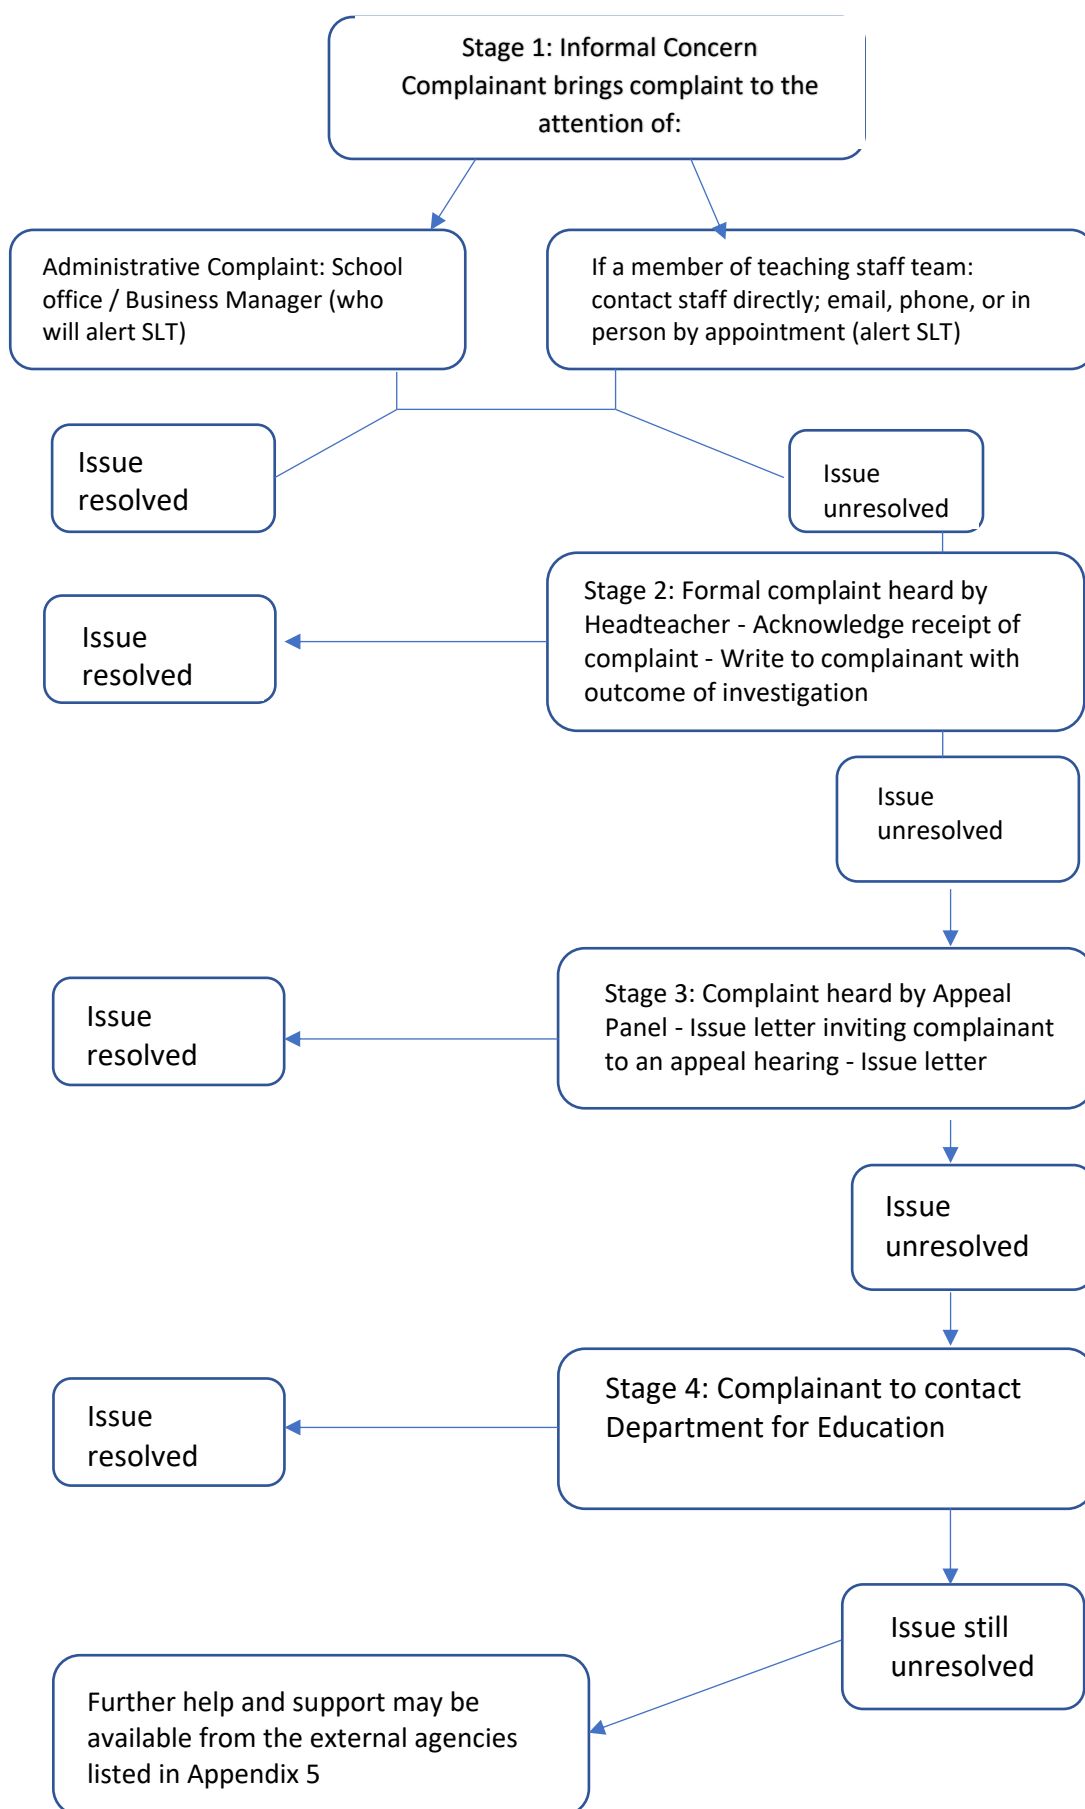 Stage 1: Informal Concern
Complainant brings complaint to the
attention of:
Administrative Complaint: School
office / Business Manager (who
will alert SLT)
If a member of teaching staff team:
contact staff directly; email, phone, or in
person by appointment (alert SLT)
Issue
resolved
Issue
unresolved
Stage 2: Formal complaint heard by
Headteacher - Acknowledge receipt of
complaint - Write to complainant with
outcome of investigation
Issue
resolved
Issue
unresolved
Stage 3: Complaint heard by Appeal
Panel - Issue letter inviting complainant
to an appeal hearing - Issue letter
Issue
resolved
Issue
unresolved
Stage 4: Complainant to contact
Department for Education
Issue
resolved
Issue still
unresolved
Further help and support may be
available from the external agencies
listed in Appendix 5